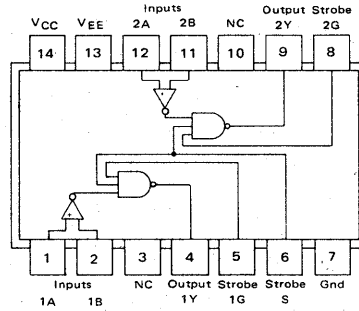 Inputs Output Strobe
VCC VEE 2A 2B NC 2Y 2G
14 13 12 11 10 9 8
1 2 3 4 5 6 7
Inputs NC Output Strobe Strobe Gnd
1A 1B 1Y 1G S